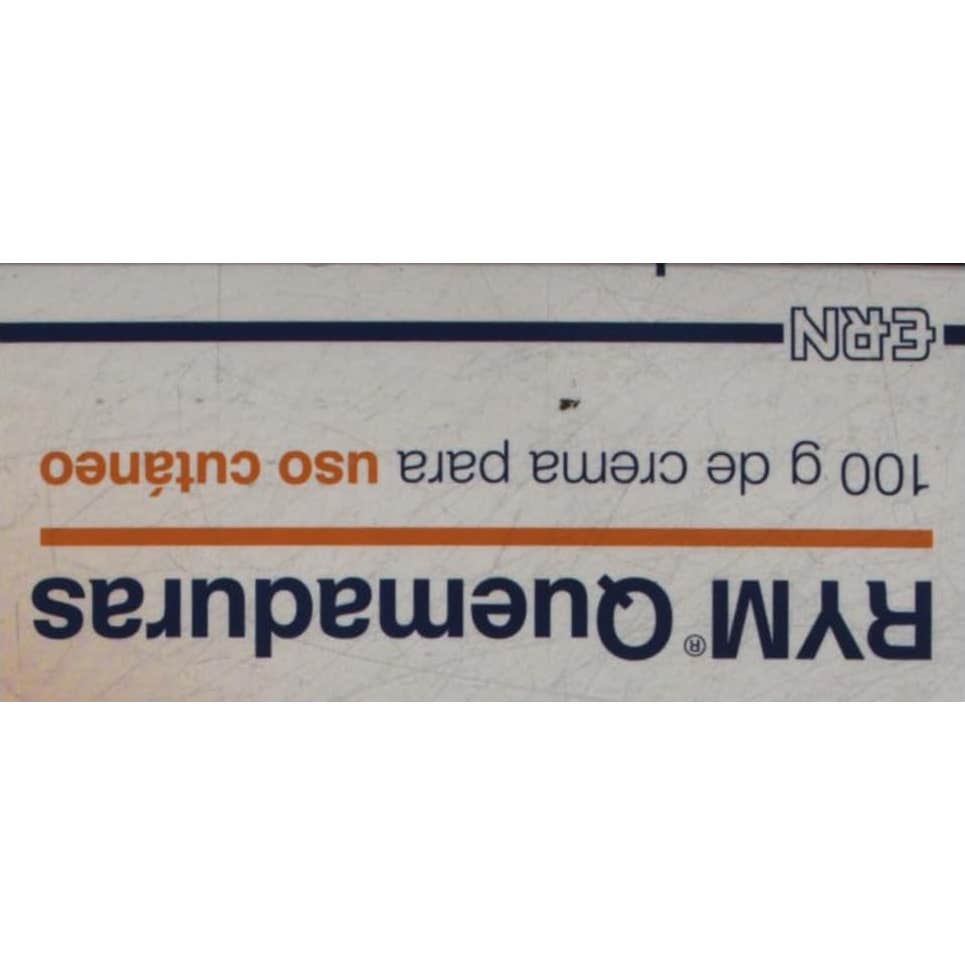 RYM® Quemaduras
100 g de crema para uso cutáneo
ERN